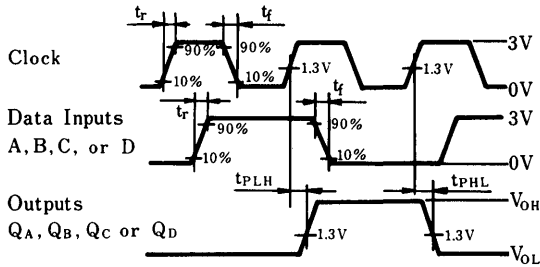 tr tf
90% 90% 3V
Clock 1.3V 1.3V
10% 10% 0V
tr tf
Data Inputs 90% 90% 3V
A, B, C, or D 10% 10% 0V
tPLH tPHL
Outputs VOH
QA, QB, QC or QD 1.3V 1.3V
VOL